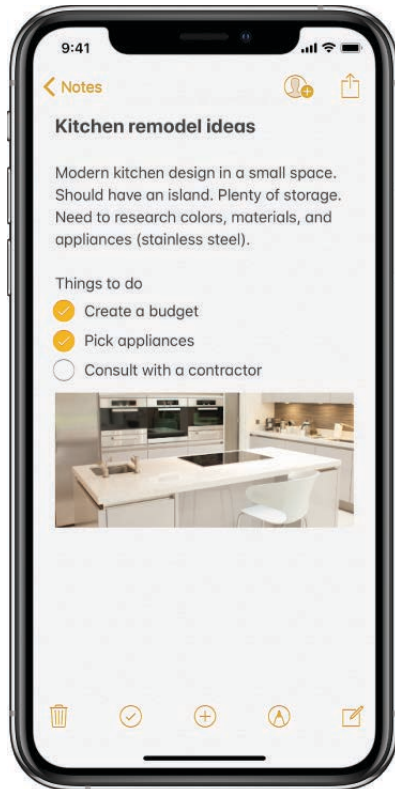 9:41
Notes
Kitchen remodel ideas
Modern kitchen design in a small space.
Should have an island. Plenty of storage.
Need to research colors, materials, and
appliances (stainless steel).
Things to do
Create a budget
Pick appliances
Consult with a contractor